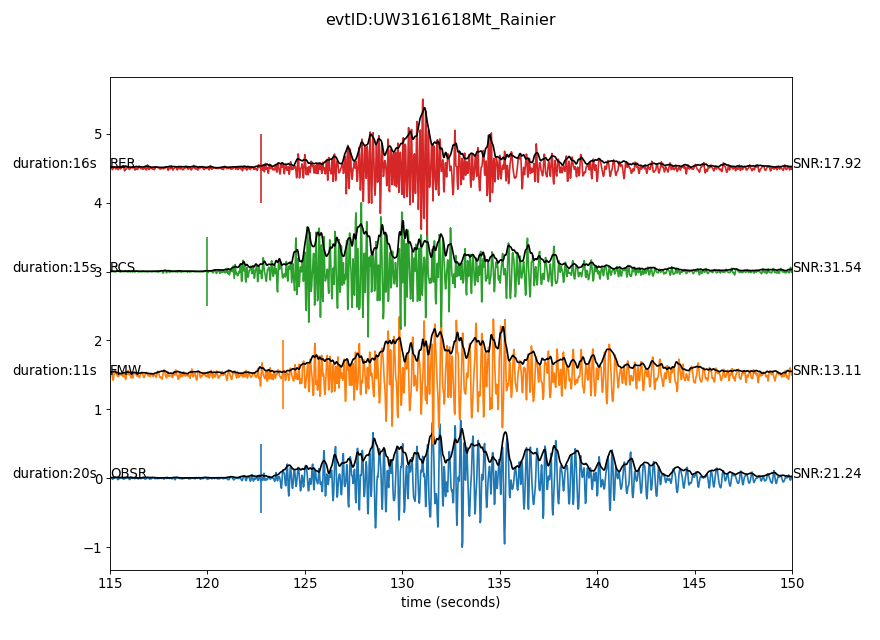 evtID:UW3161618Mt_Rainier
5
duration:16s RER SNR:17.92
4
duration:15s RCS SNR:31.54
3
2
duration:11s FMW SNR:13.11
1
duration:20s OBSR SNR:21.24
0
−1
115 120 125 130 135 140 145 150
time (seconds)